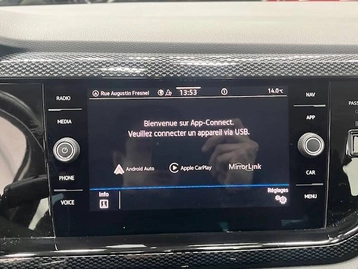 Rue Augustin Fresnel 13:53 14.0°C
RADIO
NAV
MEDIA
APP
Bienvenue sur App-Connect.
Veuillez connecter un appareil via USB.
PASS
Android Auto Apple CarPlay MirrorLink
PHONE
CAR
VOICE
MENU
Info
Réglages